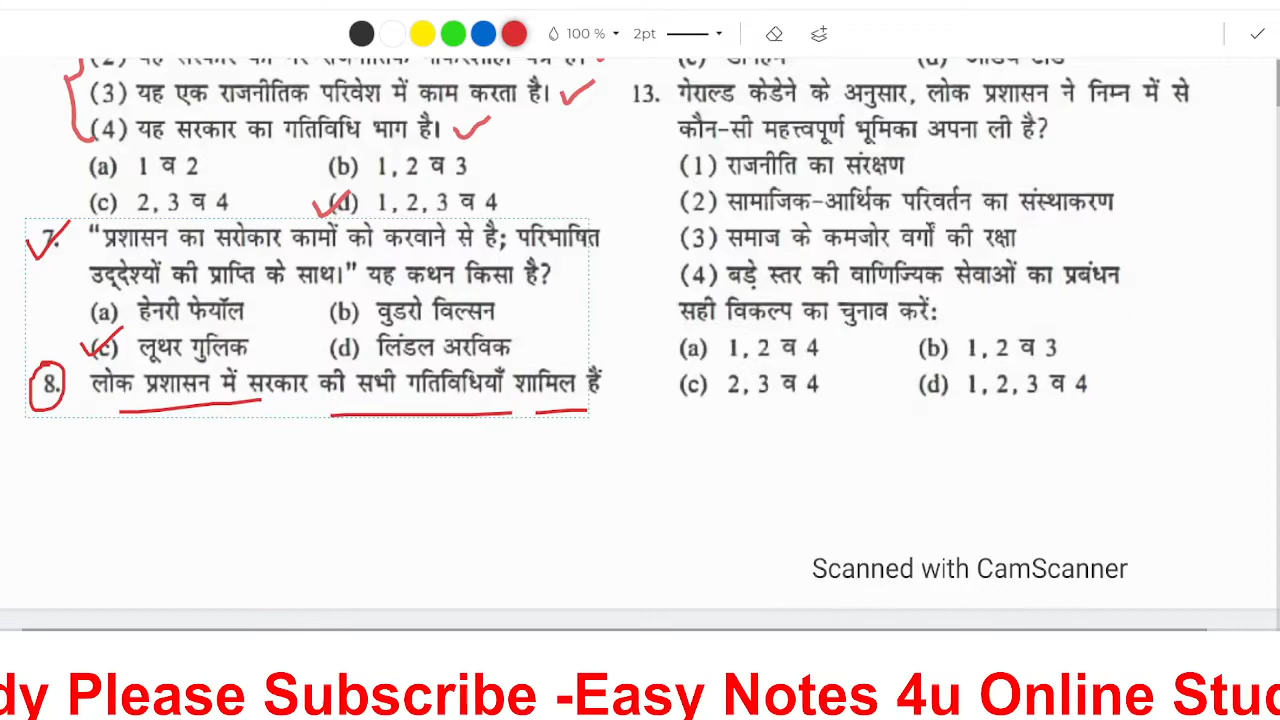 100 %
2pt
(3) यह एक राजनीतिक परिवेश में काम करता है।
(4) यह सरकार का गतिविधि भाग है।
(a) 1 व 2 (b) 1, 2 व 3
(c) 2, 3 व 4 (d) 1, 2, 3 व 4
7. "प्रशासन का सरोकार कामों को करवाने से है; परिभाषित
उद्देश्यों की प्राप्ति के साथ।" यह कथन किसा है?
(a) हेनरी फेयॉल (b) वुडरो विल्सन
(c) लूथर गुलिक (d) लिंडल अरविक
8. लोक प्रशासन में सरकार की सभी गतिविधियाँ शामिल हैं
13. गेराल्ड केडेने के अनुसार, लोक प्रशासन ने निम्न में से
कौन-सी महत्त्वपूर्ण भूमिका अपना ली है?
(1) राजनीति का संरक्षण
(2) सामाजिक-आर्थिक परिवर्तन का संस्थाकरण
(3) समाज के कमजोर वर्गों की रक्षा
(4) बड़े स्तर की वाणिज्यिक सेवाओं का प्रबंधन
सही विकल्प का चुनाव करें:
(a) 1, 2 व 4 (b) 1, 2 व 3
(c) 2, 3 व 4 (d) 1, 2, 3 व 4
Scanned with CamScanner
dy Please Subscribe -Easy Notes 4u Online Stuc